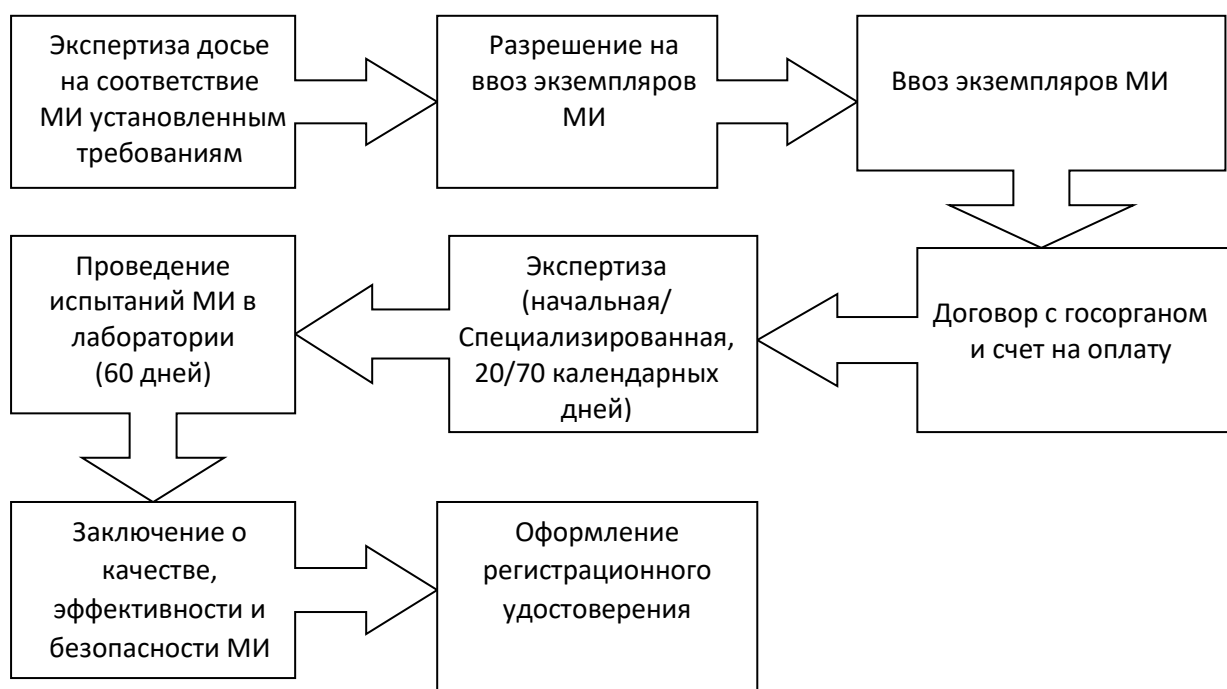 Экспертиза досье
на соответствие
МИ установленным
требованиям
Разрешение на
ввоз экземпляров
МИ
Ввоз экземпляров МИ
Договор с госорганом
и счет на оплату
Экспертиза
(начальная/
Специализированная,
20/70 календарных
дней)
Проведение
испытаний МИ в
лаборатории
(60 дней)
Заключение о
качестве,
эффективности и
безопасности МИ
Оформление
регистрационного
удостоверения